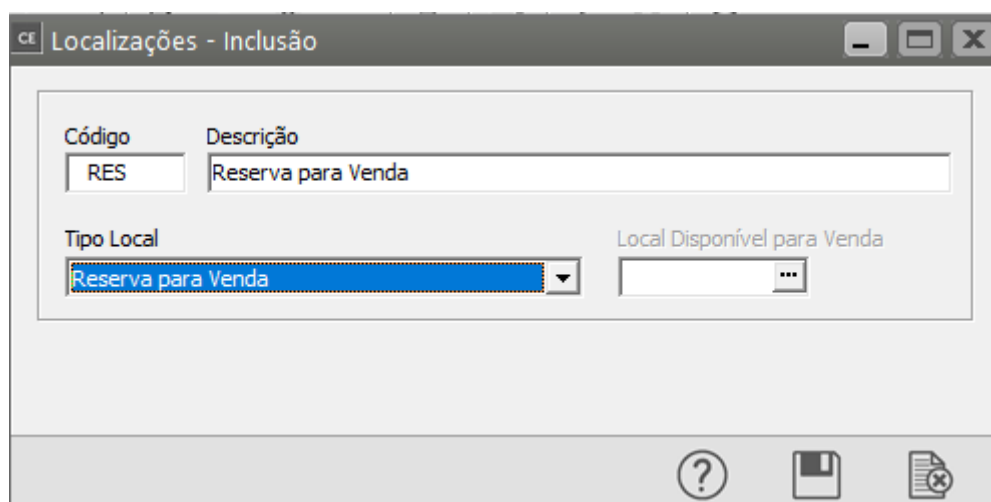 CE Localizações - Inclusão
Código Descrição
RES Reserva para Venda
Tipo Local Local Disponível para Venda
Reserva para Venda ...
?